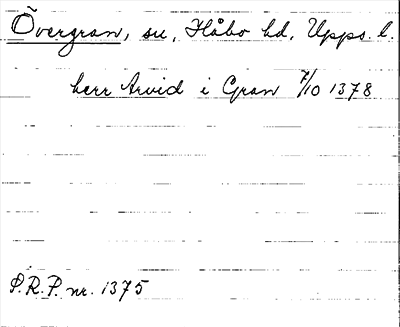 Övergran, sn, Håbo hd, Upps. l.
herr Arvid i Gran 7/10 1378
P.R.P. nr. 1375